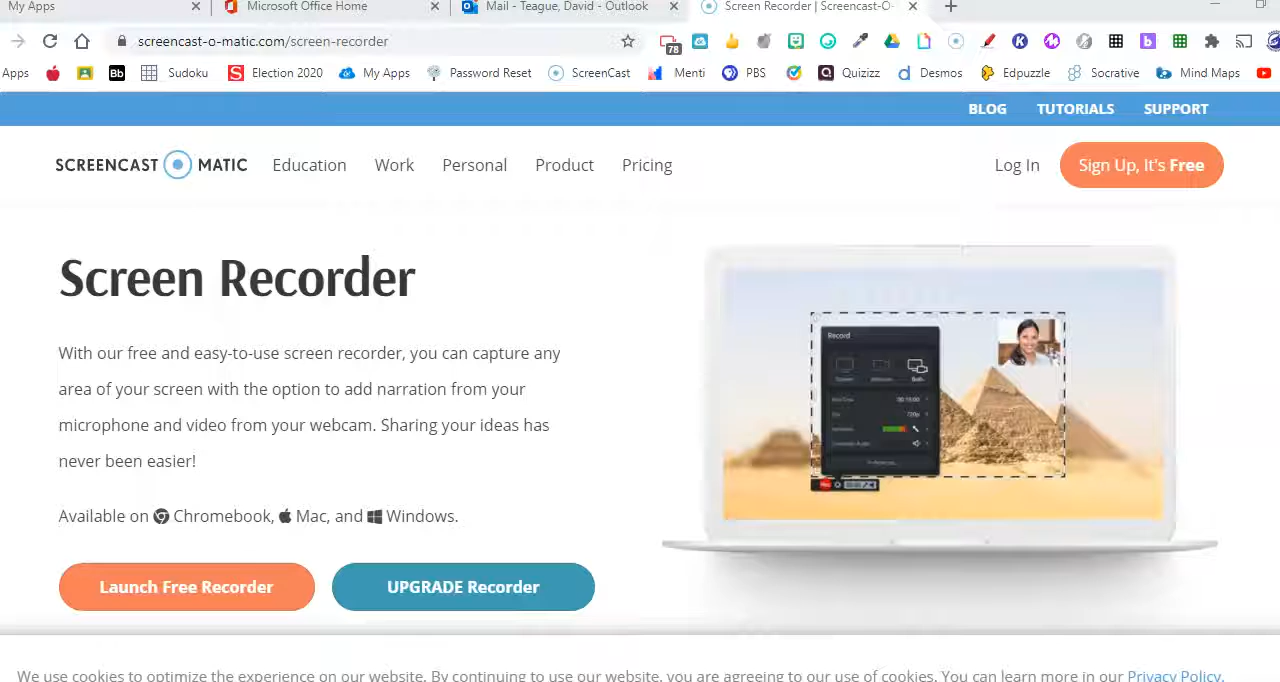 My Apps
Microsoft Office Home
Mail - Teague, David - Outlook
Screen Recorder | Screencast-O-
screencast-o-matic.com/screen-recorder
78
Apps
Bb
Sudoku
Election 2020
My Apps
Password Reset
ScreenCast
Menti
PBS
Quizizz
Desmos
Edpuzzle
Socrative
Mind Maps
BLOG
TUTORIALS
SUPPORT
SCREENCAST MATIC
Education
Work
Personal
Product
Pricing
Log In
Sign Up, It's Free
Screen Recorder
With our free and easy-to-use screen recorder, you can capture any
area of your screen with the option to add narration from your
microphone and video from your webcam. Sharing your ideas has
never been easier!
Available on Chromebook, Mac, and Windows.
Launch Free Recorder
UPGRADE Recorder
Record
720p
We use cookies to optimize the experience on our website. By continuing to use our website, you are agreeing to our use of cookies. You can learn more in our Privacy Policy.